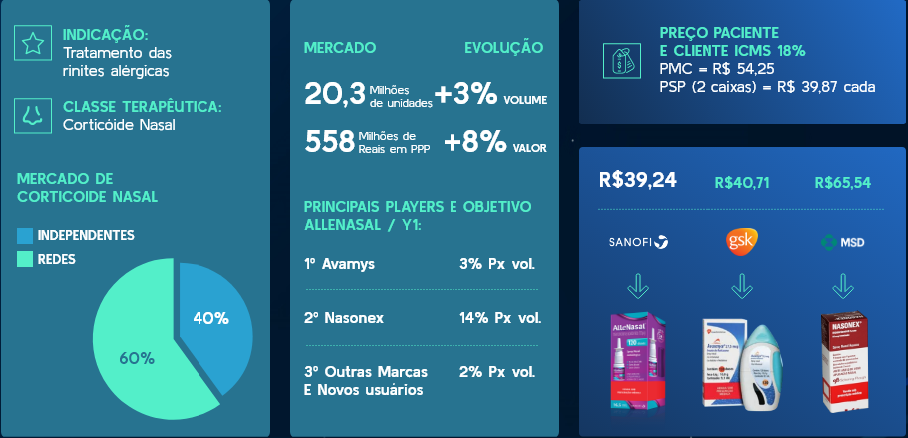 INDICAÇÃO:
Tratamento das
rinites alérgicas
CLASSE TERAPÊUTICA:
Corticóide Nasal
MERCADO DE
CORTICOIDE NASAL
INDEPENDENTES
REDES
40%
60%
MERCADO EVOLUÇÃO
20,3 Milhões de unidades +3% VOLUME
558 Milhões de Reais em PPP +8% VALOR
PRINCIPAIS PLAYERS E OBJETIVO
ALLENASAL / Y1:
1º Avamys 3% Px vol.
2º Nasonex 14% Px vol.
3º Outras Marcas 2% Px vol.
E Novos usuários
PREÇO PACIENTE
E CLIENTE ICMS 18%
PMC = R$ 54,25
PSP (2 caixas) = R$ 39,87 cada
R$39,24 R$40,71 R$65,54
SANOFI gsk MSD
AlleNasal
120
Avamys
NASONEX